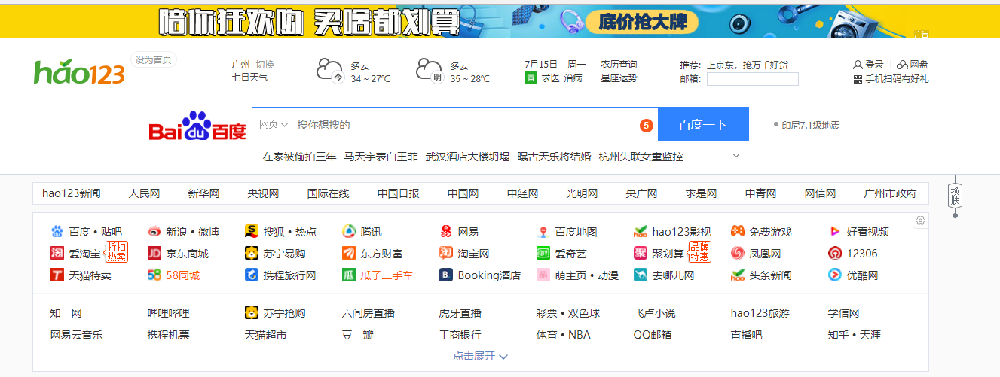 陪你狂欢购 买啥都划算 底价抢大牌 广告
hao123 设为首页
广州 切换 多云 多云 7月15日 周一 农历查询 推荐: 上京东，抢万千好货 登录 网盘
七日天气 今 34 ~ 27℃ 明 35 ~ 28℃ 宜 求医 治病 星座运势 邮箱: 手机扫码有好礼
Bai du 百度 网页 搜你想搜的 5 百度一下 印尼7.1级地震
在家被偷拍三年 马天宇表白王菲 武汉酒店大楼坍塌 曝古天乐将结婚 杭州失联女童监控
换肤
hao123新闻 人民网 新华网 央视网 国际在线 中国日报 中国网 中经网 光明网 央广网 求是网 中青网 网信网 广州市政府
百度 • 贴吧 新浪 • 微博 搜狐 • 热点 腾讯 网易 百度地图 hao123影视 免费游戏 好看视频
淘 爱淘宝 折扣热卖 JD 京东商城 苏宁易购 东方财富 淘 淘宝网 爱奇艺 聚 聚划算 品牌特惠 凤凰网 12306
T 天猫特卖 58 58同城 携程旅行网 瓜子二手车 B. Booking酒店 萌 萌主页 • 动漫 去哪儿网 头条新闻 优酷网
知 网 哔哩哔哩 苏宁抢购 六间房直播 虎牙直播 彩票 • 双色球 飞卢小说 hao123旅游 学信网
网易云音乐 携程机票 天猫超市 豆 瓣 工商银行 体育 • NBA QQ邮箱 直播吧 知乎 • 天涯
点击展开